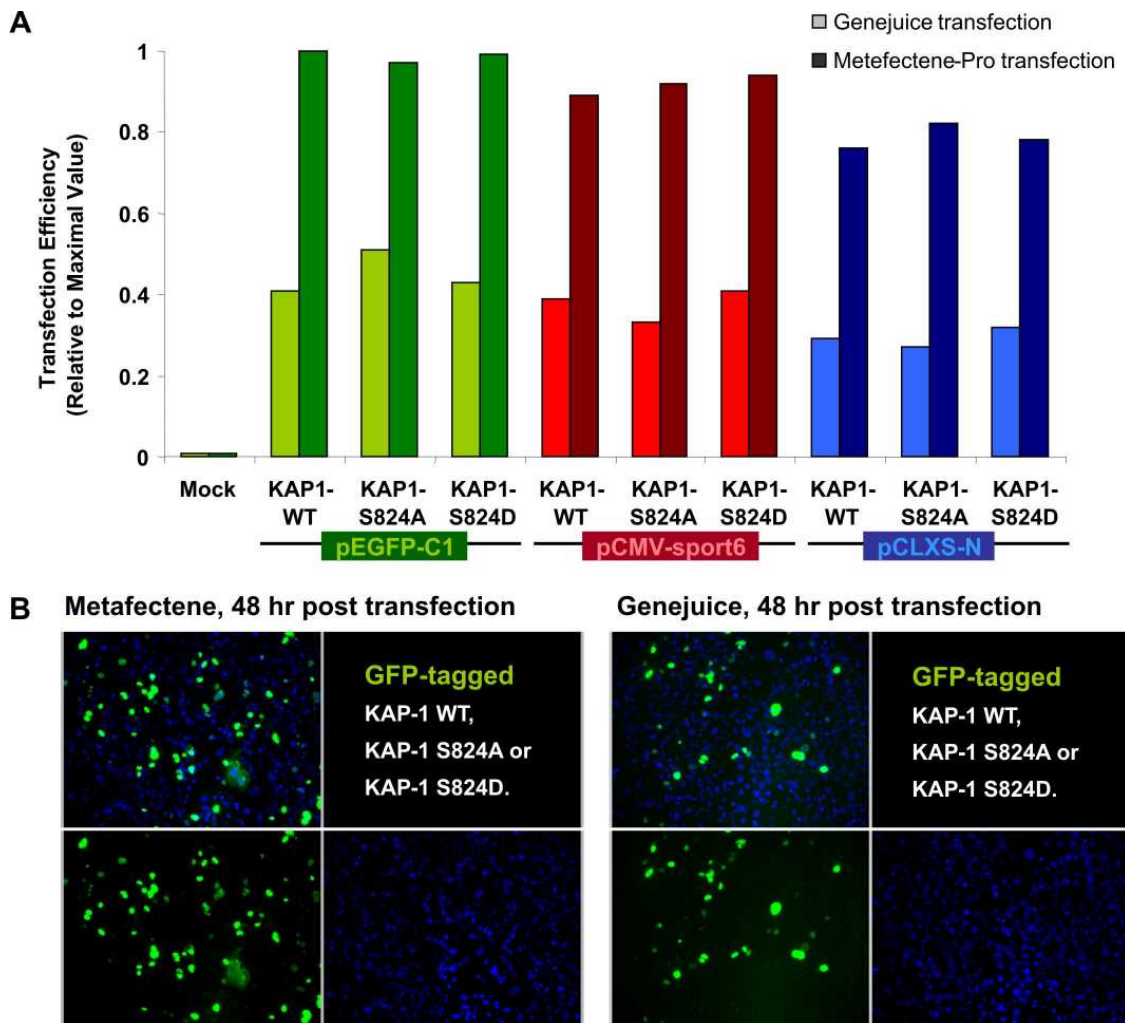 A
Genejuice transfection
Metefectene-Pro transfection
Transfection Efficiency
(Relative to Maximal Value)
1
0.8
0.6
0.4
0.2
0
Mock
KAP1-
WT
KAP1-
S824A
KAP1-
S824D
KAP1-
WT
KAP1-
S824A
KAP1-
S824D
KAP1-
WT
KAP1-
S824A
KAP1-
S824D
pEGFP-C1
pCMV-sport6
pCLXS-N
B
Metafectene, 48 hr post transfection
GFP-tagged
KAP-1 WT,
KAP-1 S824A or
KAP-1 S824D.
Genejuice, 48 hr post transfection
GFP-tagged
KAP-1 WT,
KAP-1 S824A or
KAP-1 S824D.